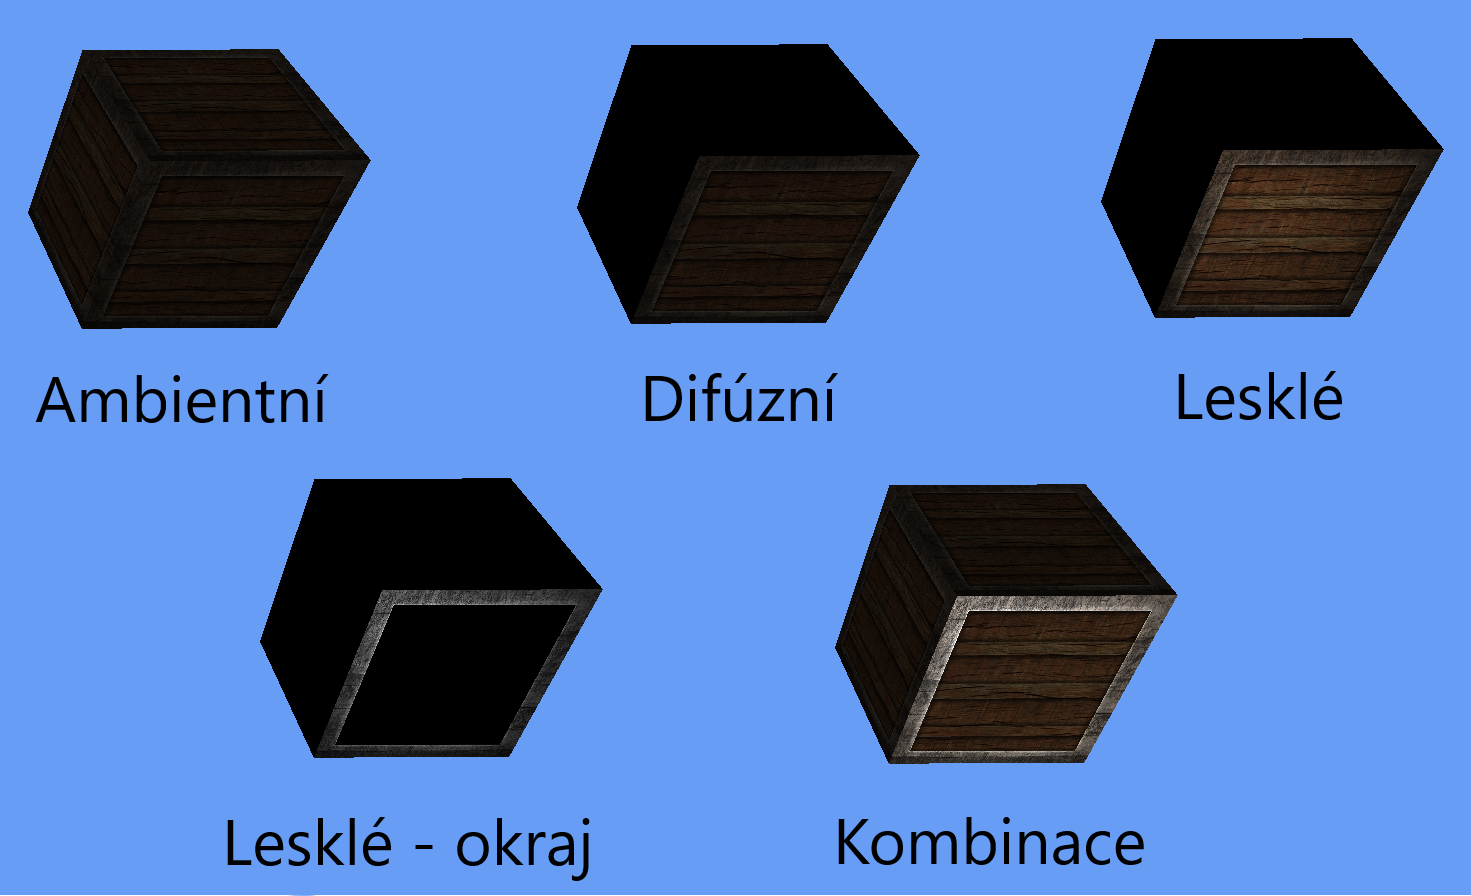 Ambientní
Difúzní
Lesklé
Lesklé - okraj
Kombinace